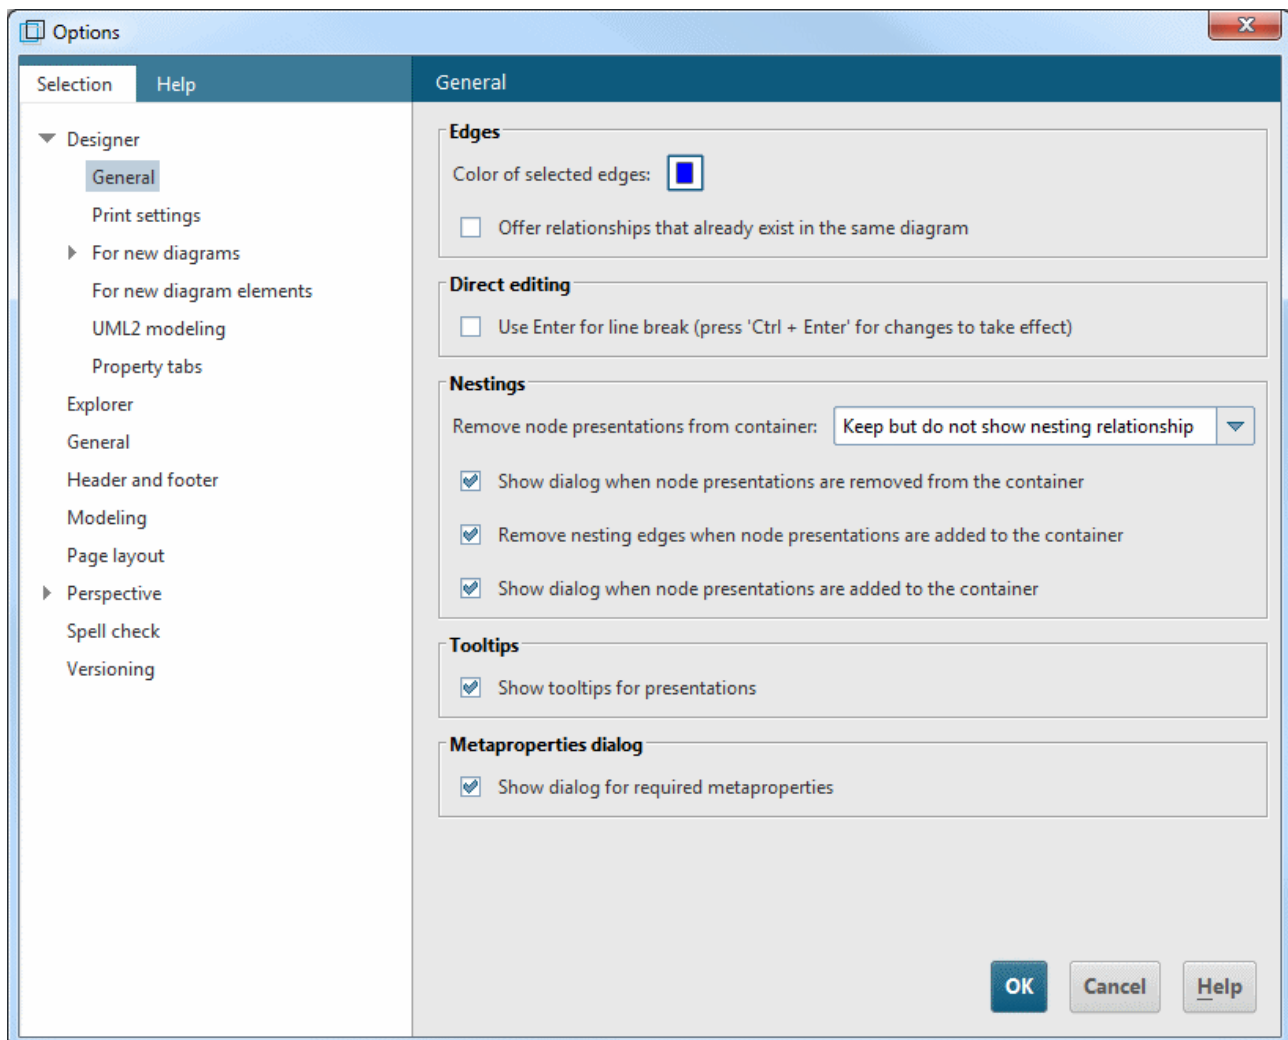 Options
Selection
Help
General
Designer
General
Print settings
For new diagrams
For new diagram elements
UML2 modeling
Property tabs
Explorer
General
Header and footer
Modeling
Page layout
Perspective
Spell check
Versioning
Edges
Color of selected edges:
Offer relationships that already exist in the same diagram
Direct editing
Use Enter for line break (press 'Ctrl + Enter' for changes to take effect)
Nestings
Remove node presentations from container: Keep but do not show nesting relationship
Show dialog when node presentations are removed from the container
Remove nesting edges when node presentations are added to the container
Show dialog when node presentations are added to the container
Tooltips
Show tooltips for presentations
Metaproperties dialog
Show dialog for required metaproperties
OK
Cancel
Help